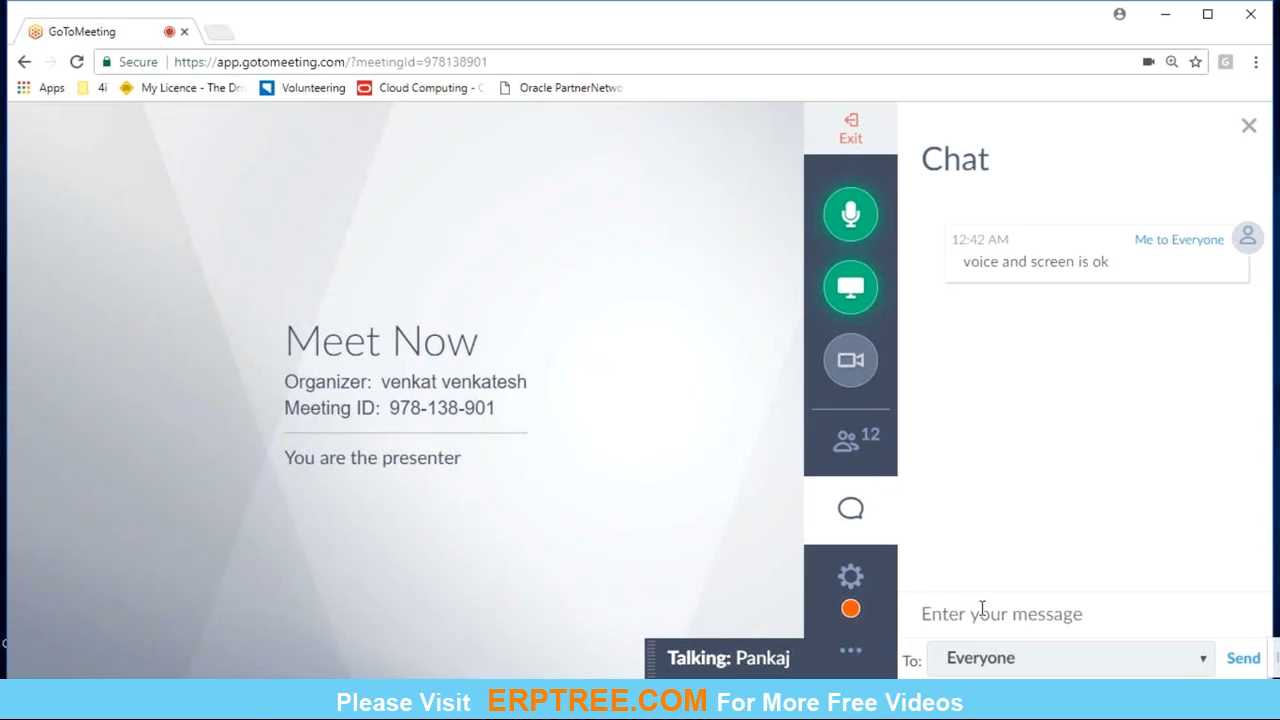 GoToMeeting
Secure https://app.gotomeeting.com/?meetingId=978138901
G
Apps 4i My Licence - The Dr Volunteering Cloud Computing - Oracle PartnerNetwo
Exit
Chat
12:42 AM Me to Everyone
voice and screen is ok
Meet Now
Organizer: venkat venkatesh
Meeting ID: 978-138-901
You are the presenter
12
Enter your message
Talking: Pankaj
To: Everyone Send
Please Visit ERPTREE.COM For More Free Videos